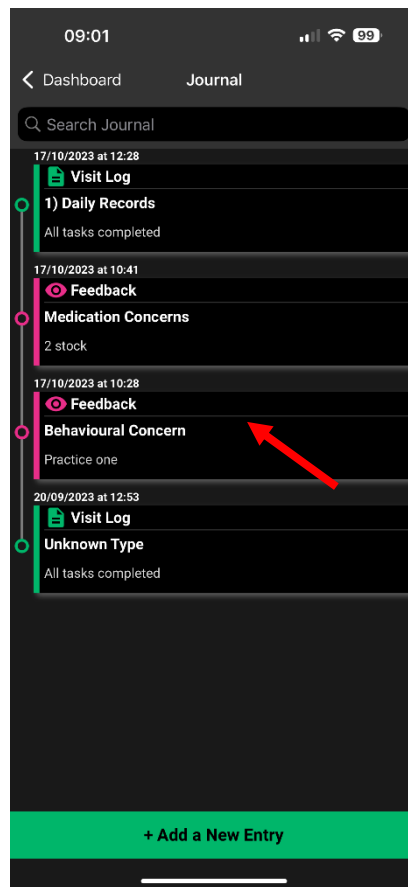 09:01
99
Dashboard
Journal
Search Journal
17/10/2023 at 12:28
Visit Log
1) Daily Records
All tasks completed
17/10/2023 at 10:41
Feedback
Medication Concerns
2 stock
17/10/2023 at 10:28
Feedback
Behavioural Concern
Practice one
20/09/2023 at 12:53
Visit Log
Unknown Type
All tasks completed
+ Add a New Entry